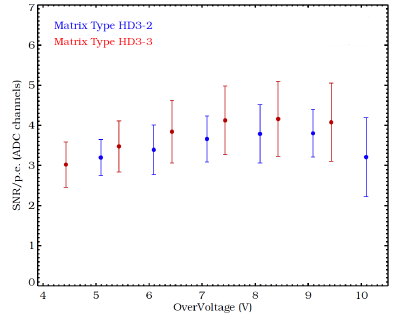 7
6
5
4
3
2
1
0
SNR/p.e. (ADC channels)
Matrix Type HD3-2
Matrix Type HD3-3
4 5 6 7 8 9 10
OverVoltage (V)